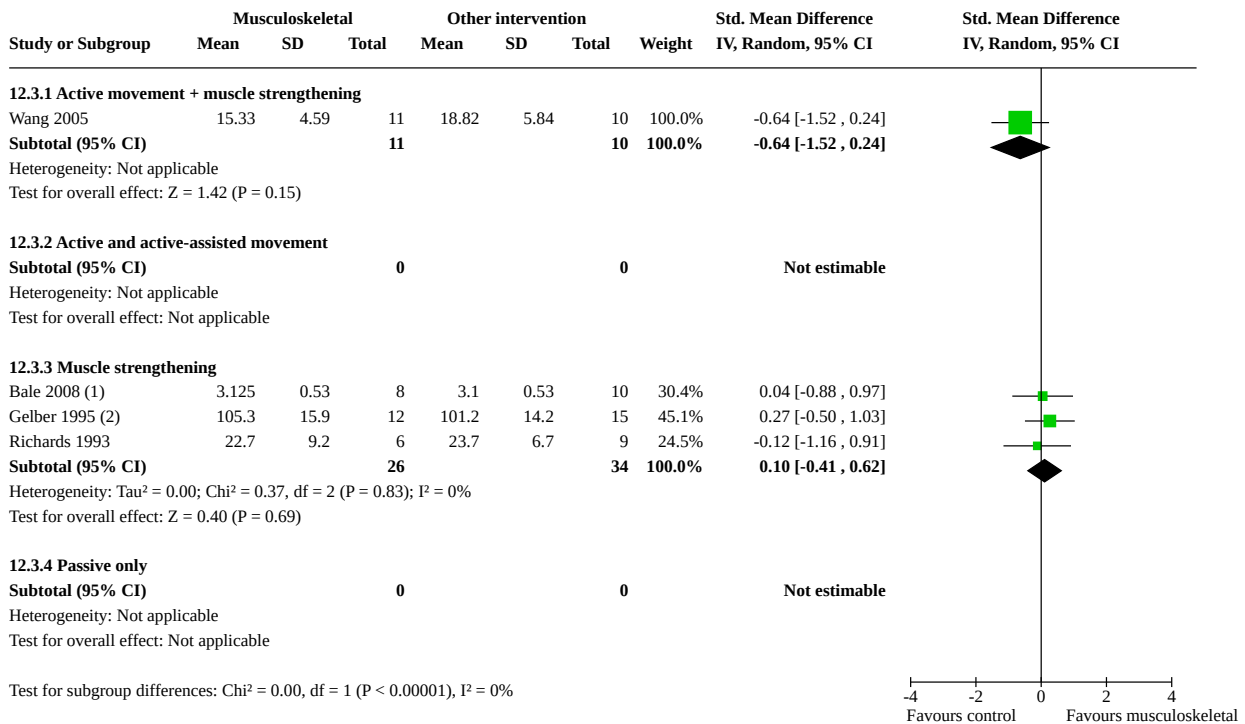 Musculoskeletal Other intervention Std. Mean Difference Std. Mean Difference
Study or Subgroup Mean SD Total Mean SD Total Weight IV, Random, 95% CI IV, Random, 95% CI
12.3.1 Active movement + muscle strengthening
Wang 2005 15.33 4.59 11 18.82 5.84 10 100.0% -0.64 [-1.52 , 0.24]
Subtotal (95% CI) 11 10 100.0% -0.64 [-1.52 , 0.24]
Heterogeneity: Not applicable
Test for overall effect: Z = 1.42 (P = 0.15)
12.3.2 Active and active-assisted movement
Subtotal (95% CI) 0 0 Not estimable
Heterogeneity: Not applicable
Test for overall effect: Not applicable
12.3.3 Muscle strengthening
Bale 2008 (1) 3.125 0.53 8 3.1 0.53 10 30.4% 0.04 [-0.88 , 0.97]
Gelber 1995 (2) 105.3 15.9 12 101.2 14.2 15 45.1% 0.27 [-0.50 , 1.03]
Richards 1993 22.7 9.2 6 23.7 6.7 9 24.5% -0.12 [-1.16 , 0.91]
Subtotal (95% CI) 26 34 100.0% 0.10 [-0.41 , 0.62]
Heterogeneity: Tau² = 0.00; Chi² = 0.37, df = 2 (P = 0.83); I² = 0%
Test for overall effect: Z = 0.40 (P = 0.69)
12.3.4 Passive only
Subtotal (95% CI) 0 0 Not estimable
Heterogeneity: Not applicable
Test for overall effect: Not applicable
Test for subgroup differences: Chi² = 0.00, df = 1 (P < 0.00001), I² = 0%
-4 -2 0 2 4
Favours control Favours musculoskeletal